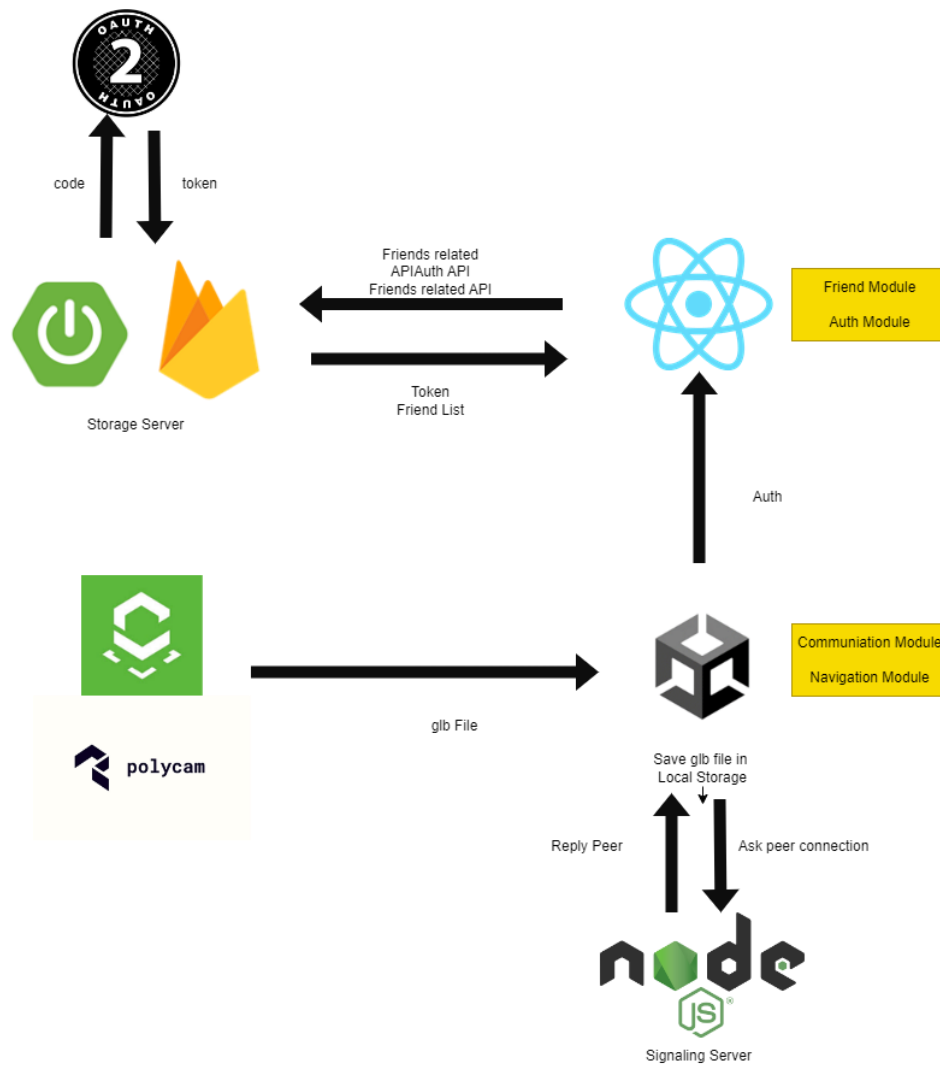 OAUTH
2
OAUTH
code
token
Friends related
APIAuth API
Friends related API
Friend Module
Auth Module
Token
Friend List
Storage Server
Auth
Communiation Module
Navigation Module
glb File
polycam
Save glb file in
Local Storage
Reply Peer
Ask peer connection
node
JS
®
Signaling Server